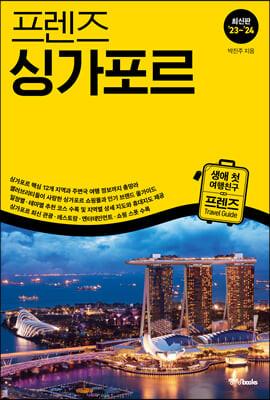 프렌즈
싱가포르
최신판
'23~'24
박진주 지음
싱가포르 핵심 12개 지역과 주변국 여행 정보까지 총망라
셀러브리티들이 사랑한 싱가포르 쇼핑몰과 인기 브랜드 올가이드
일정별·테마별 추천 코스 수록 및 지역별 상세 지도와 휴대지도 제공
싱가포르 최신 관광·레스토랑·엔터테인먼트·쇼핑 스폿 수록
생애 첫
여행친구
프렌즈
Travel Guide
books